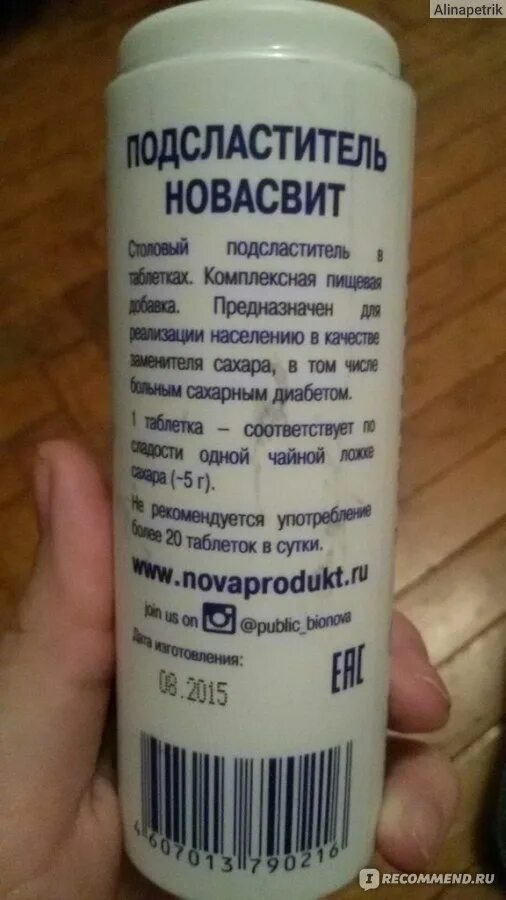 Alinapetrik
ПОДСЛАСТИТЕЛЬ
НОВАСВИТ
Столовый подсластитель в
таблетках. Комплексная пищевая
добавка. Предназначен для
реализации населению в качестве
заменителя сахара, в том числе
больным сахарным диабетом.
1 таблетка – соответствует по
сладости одной чайной ложке
сахара (~5 г).
Не рекомендуется употребление
более 20 таблеток в сутки.
www.novaprodukt.ru
join us on @public_bionova
Дата изготовления:
08.2015
EAC
4607013790216
IRECOMMEND.RU